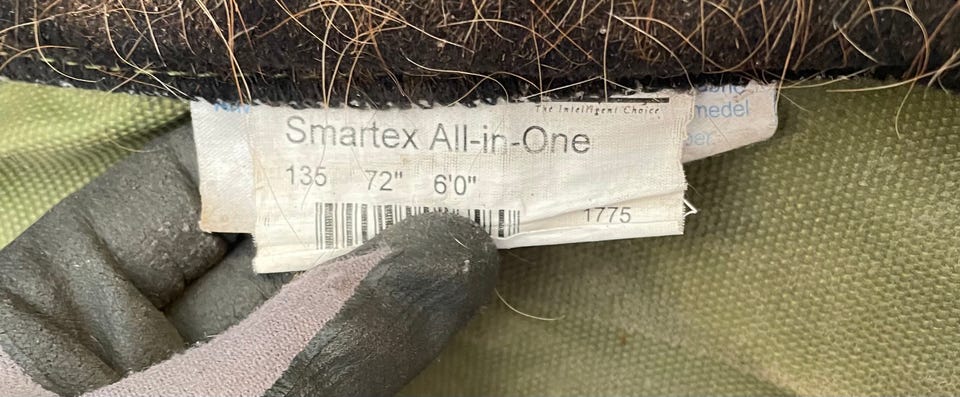 The Intelligent Choice
Smartex All-in-One
135 72" 6'0"
1775
medel